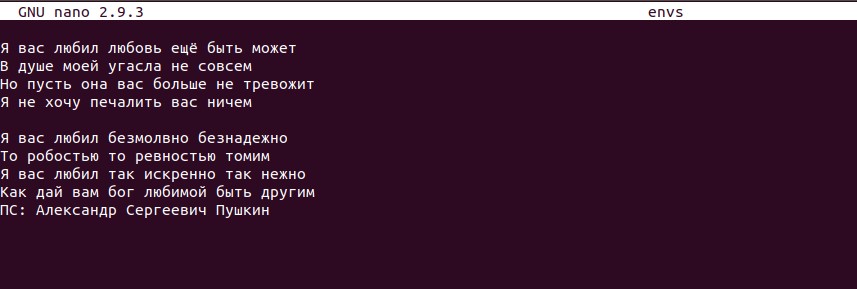 GNU nano 2.9.3 envs
Я вас любил любовь ещё быть может
В душе моей угасла не совсем
Но пусть она вас больше не тревожит
Я не хочу печалить вас ничем
Я вас любил безмолвно безнадежно
То робостью то ревностью томим
Я вас любил так искренно так нежно
Как дай вам бог любимой быть другим
ПС: Александр Сергеевич Пушкин